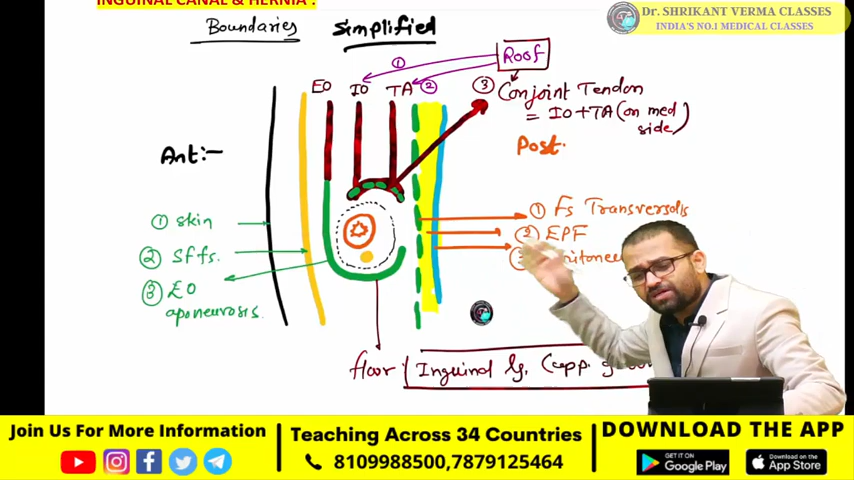 INGUINAL CANAL & HERNIA :
Dr. SHRIKANT VERMA CLASSES
INDIA'S NO.1 MEDICAL CLASSES
Boundaries Simplified
Roof
①
EO IO TA ② ③ Conjoint Tendon
= IO+TA (on med side)
Ant:-
Post.
① skin
② Sffs.
③ EO
aponeurosis.
① Fs Transversalis
② EPF
③
floor: Inguinal lg. (app.
Join Us For More Information
Teaching Across 34 Countries
8109988500,7879125464
DOWNLOAD THE APP
GET IT ON
Google Play
Download on the
App Store